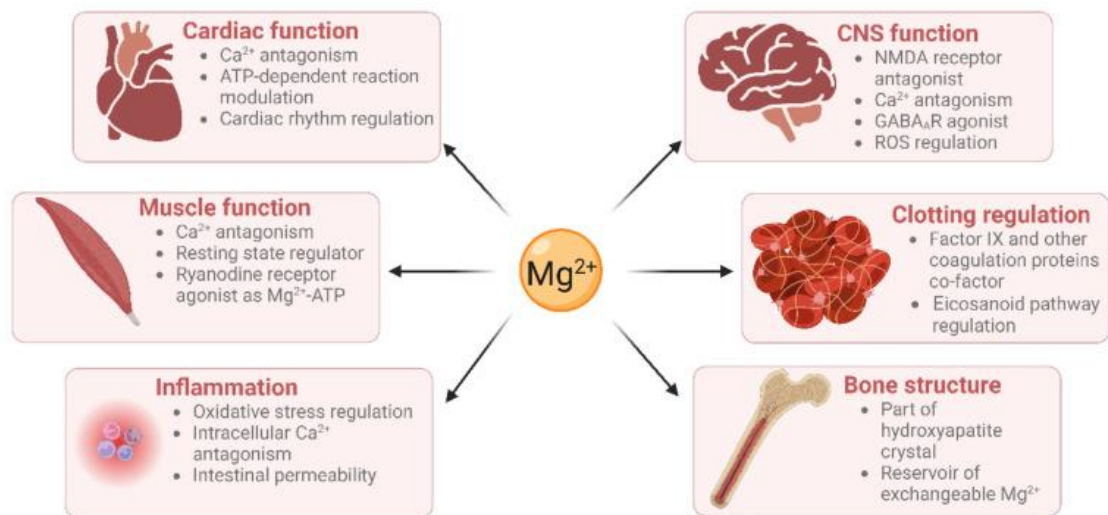 Cardiac function
• Ca²⁺ antagonism
• ATP-dependent reaction
modulation
• Cardiac rhythm regulation
CNS function
• NMDA receptor
antagonist
• Ca²⁺ antagonism
• GABAₐR agonist
• ROS regulation
Muscle function
• Ca²⁺ antagonism
• Resting state regulator
• Ryanodine receptor
agonist as Mg²⁺-ATP
Mg²⁺
Clotting regulation
• Factor IX and other
coagulation proteins
co-factor
• Eicosanoid pathway
regulation
Inflammation
• Oxidative stress regulation
• Intracellular Ca²⁺
antagonism
• Intestinal permeability
Bone structure
• Part of
hydroxyapatite
crystal
• Reservoir of
exchangeable Mg²⁺